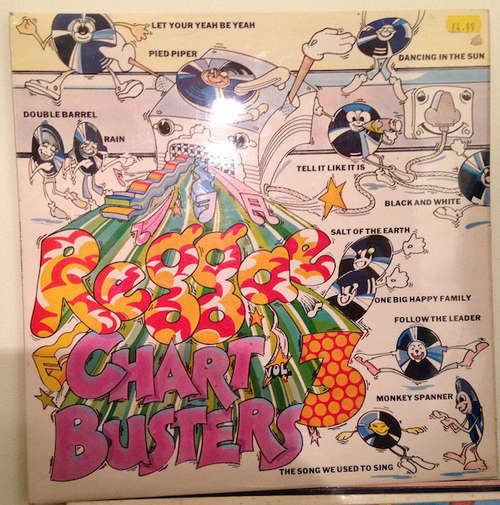 LET YOUR YEAH BE YEAH
PIED PIPER
DANCING IN THE SUN
DOUBLE BARREL
RAIN
TELL IT LIKE IT IS
BLACK AND WHITE
SALT OF THE EARTH
Reggae
ONE BIG HAPPY FAMILY
FOLLOW THE LEADER
CHART
VOL. 3
MONKEY SPANNER
BUSTERS
THE SONG WE USED TO SING